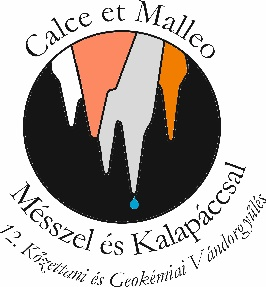 Calce et Malleo
Mésszel és Kalapáccsal
12. Kőzettani és Geokémiai Vándorgyűlés